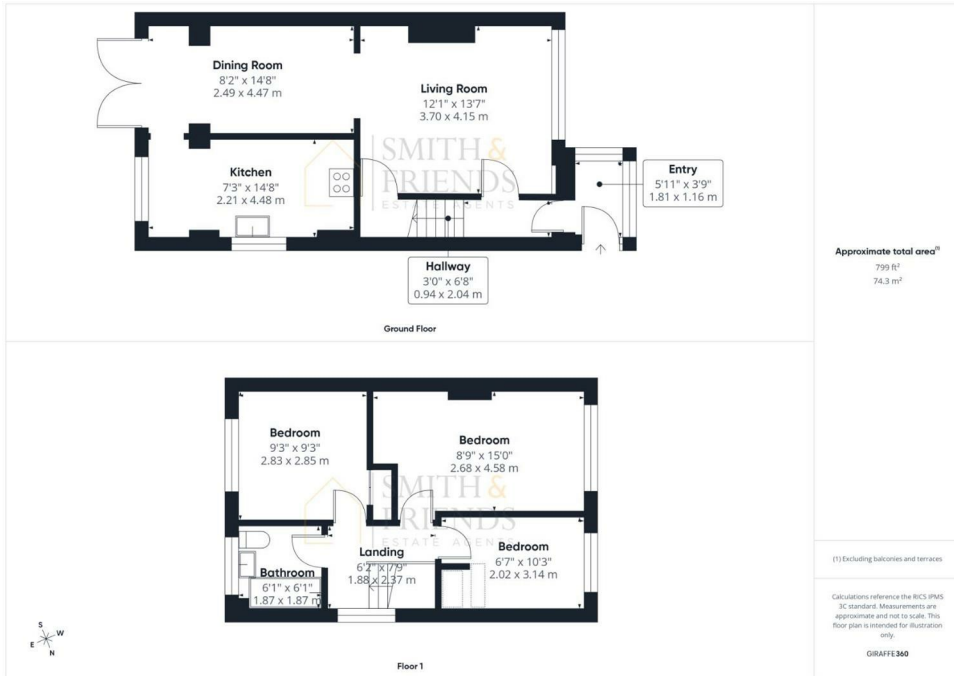 Dining Room
8'2" x 14'8"
2.49 x 4.47 m
Living Room
12'1" x 13'7"
3.70 x 4.15 m
SMITH &
FRIENDS
ESTATE AGENTS
Kitchen
7'3" x 14'8"
2.21 x 4.48 m
Entry
5'11" x 3'9"
1.81 x 1.16 m
Hallway
3'0" x 6'8"
0.94 x 2.04 m
Ground Floor
Approximate total area(1)
799 ft²
74.3 m²
Bedroom
9'3" x 9'3"
2.83 x 2.85 m
Bedroom
8'9" x 15'0"
2.68 x 4.58 m
SMITH &
FRIENDS
ESTATE AGENTS
Landing
6'2" x 7'9"
1.88 x 2.37 m
Bedroom
6'7" x 10'3"
2.02 x 3.14 m
Bathroom
6'1" x 6'1"
1.87 x 1.87 m
S
W
E
N
Floor 1
(1) Excluding balconies and terraces
Calculations reference the RICS IPMS
3C standard. Measurements are
approximate and not to scale. This
floor plan is intended for illustration
only.
GIRAFFE360